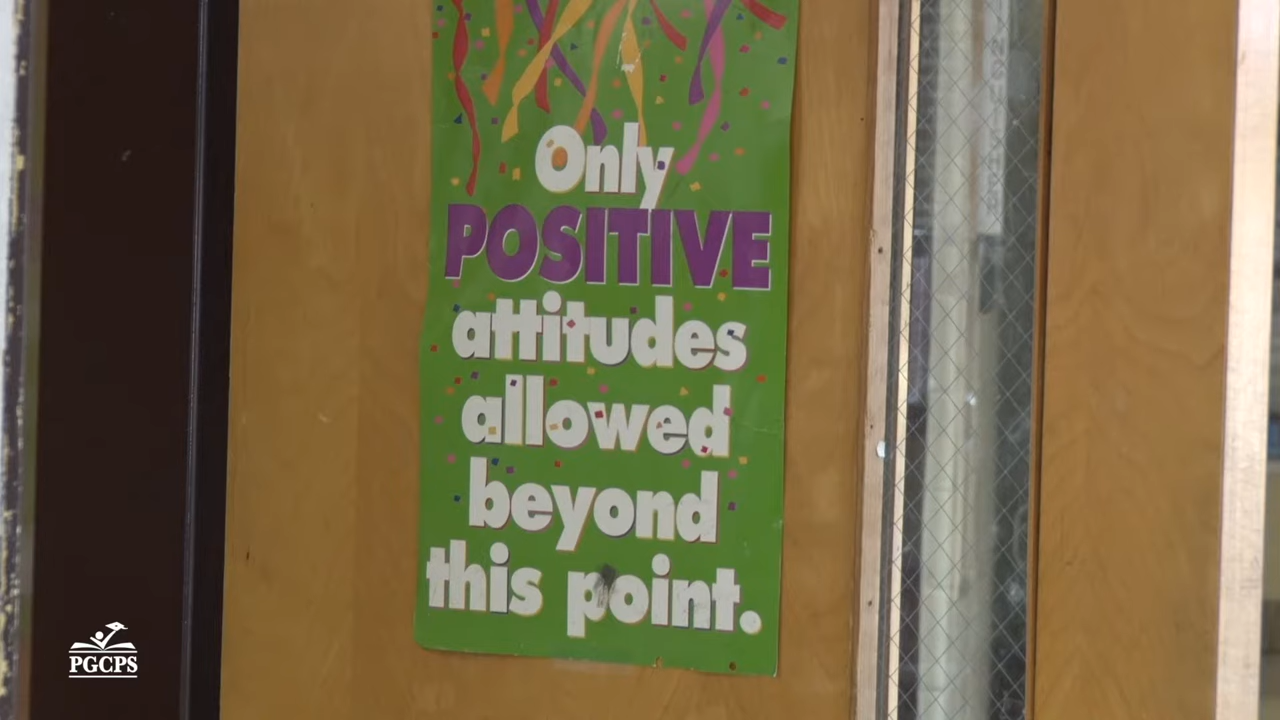 Only
POSITIVE
attitudes
allowed
beyond
this point.
PGCPS